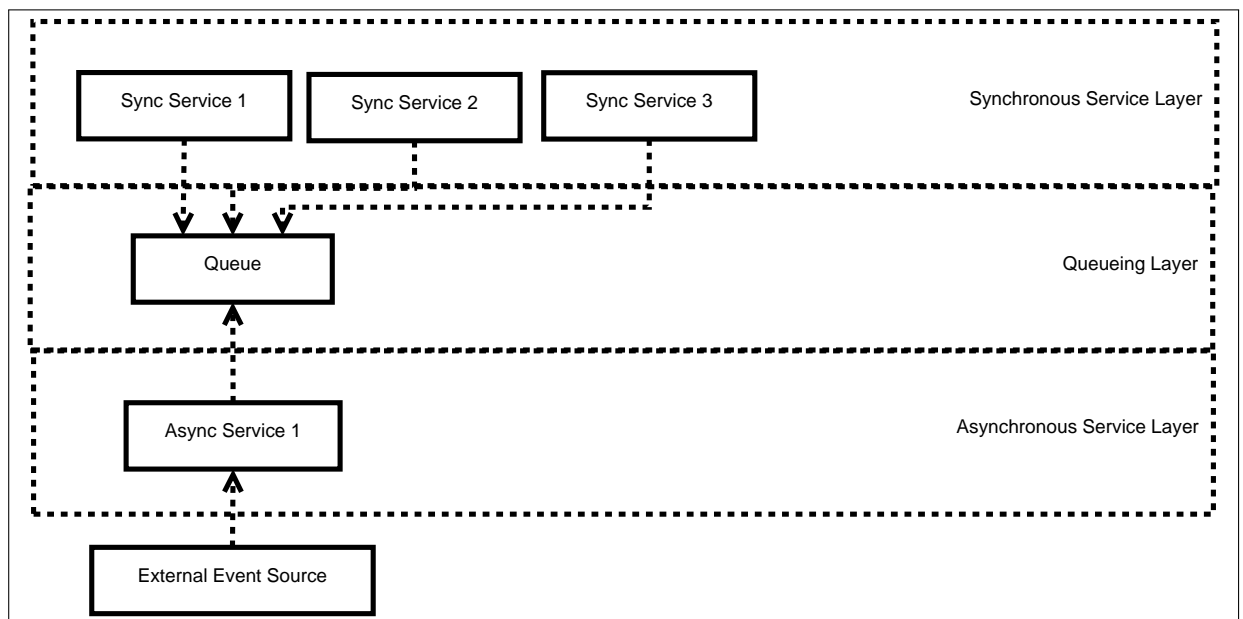 Sync Service 1
Sync Service 2
Sync Service 3
Synchronous Service Layer
Queue
Queueing Layer
Async Service 1
Asynchronous Service Layer
External Event Source